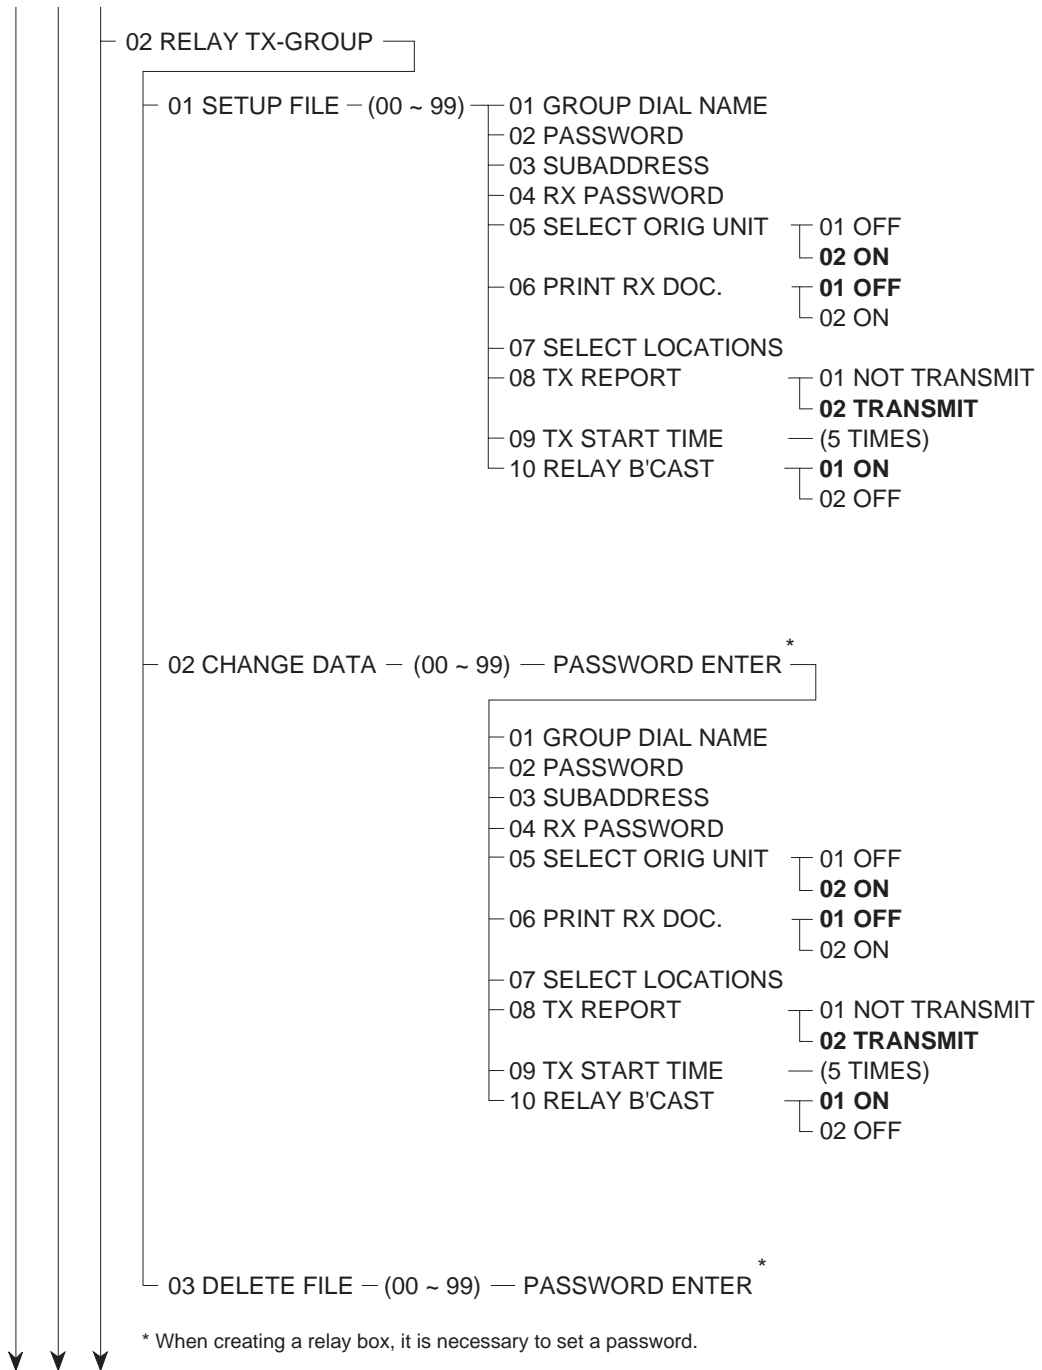 02 RELAY TX-GROUP
01 SETUP FILE (00 ~ 99) 01 GROUP DIAL NAME
02 PASSWORD
03 SUBADDRESS
04 RX PASSWORD
05 SELECT ORIG UNIT 01 OFF
02 ON
06 PRINT RX DOC. 01 OFF
02 ON
07 SELECT LOCATIONS
08 TX REPORT 01 NOT TRANSMIT
02 TRANSMIT
09 TX START TIME (5 TIMES)
10 RELAY B'CAST 01 ON
02 OFF
02 CHANGE DATA (00 ~ 99) PASSWORD ENTER *
01 GROUP DIAL NAME
02 PASSWORD
03 SUBADDRESS
04 RX PASSWORD
05 SELECT ORIG UNIT 01 OFF
02 ON
06 PRINT RX DOC. 01 OFF
02 ON
07 SELECT LOCATIONS
08 TX REPORT 01 NOT TRANSMIT
02 TRANSMIT
09 TX START TIME (5 TIMES)
10 RELAY B'CAST 01 ON
02 OFF
03 DELETE FILE (00 ~ 99) PASSWORD ENTER *
* When creating a relay box, it is necessary to set a password.